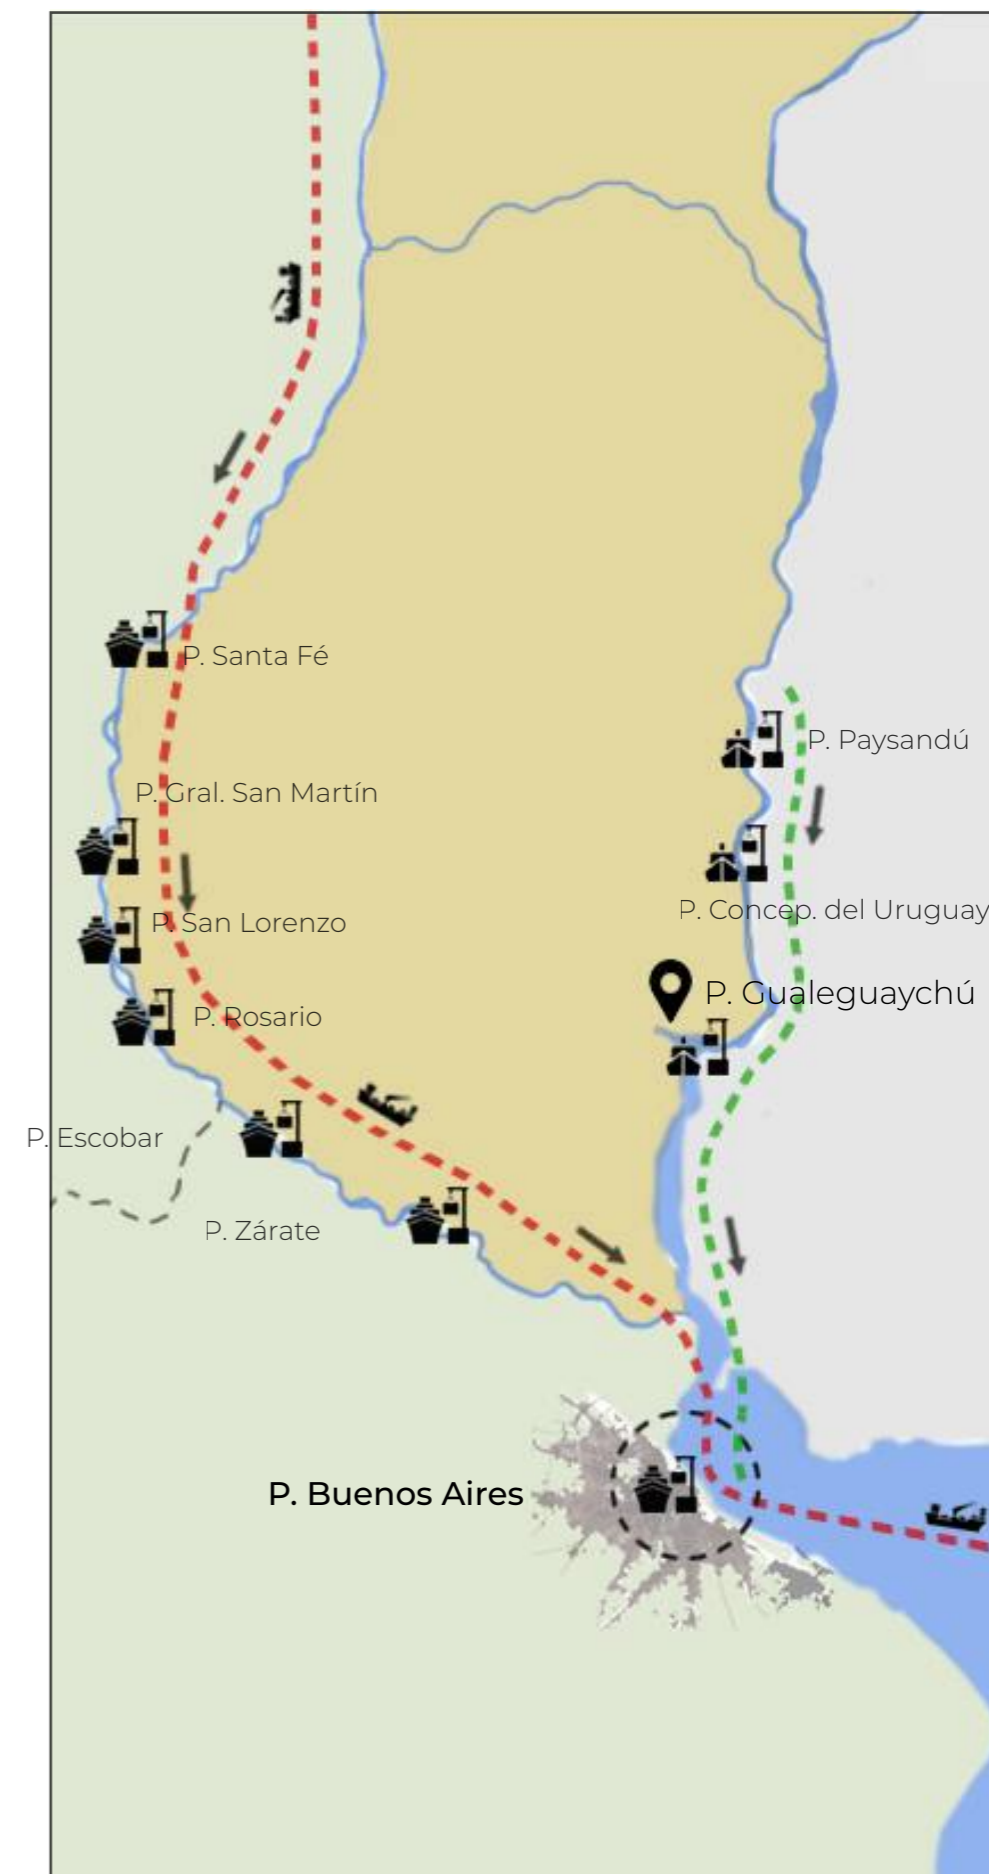 P. Santa Fé
P. Paysandú
P. Gral. San Martín
P. Concep. del Uruguay
P. San Lorenzo
P. Gualeguaychú
P. Rosario
P. Escobar
P. Zárate
P. Buenos Aires